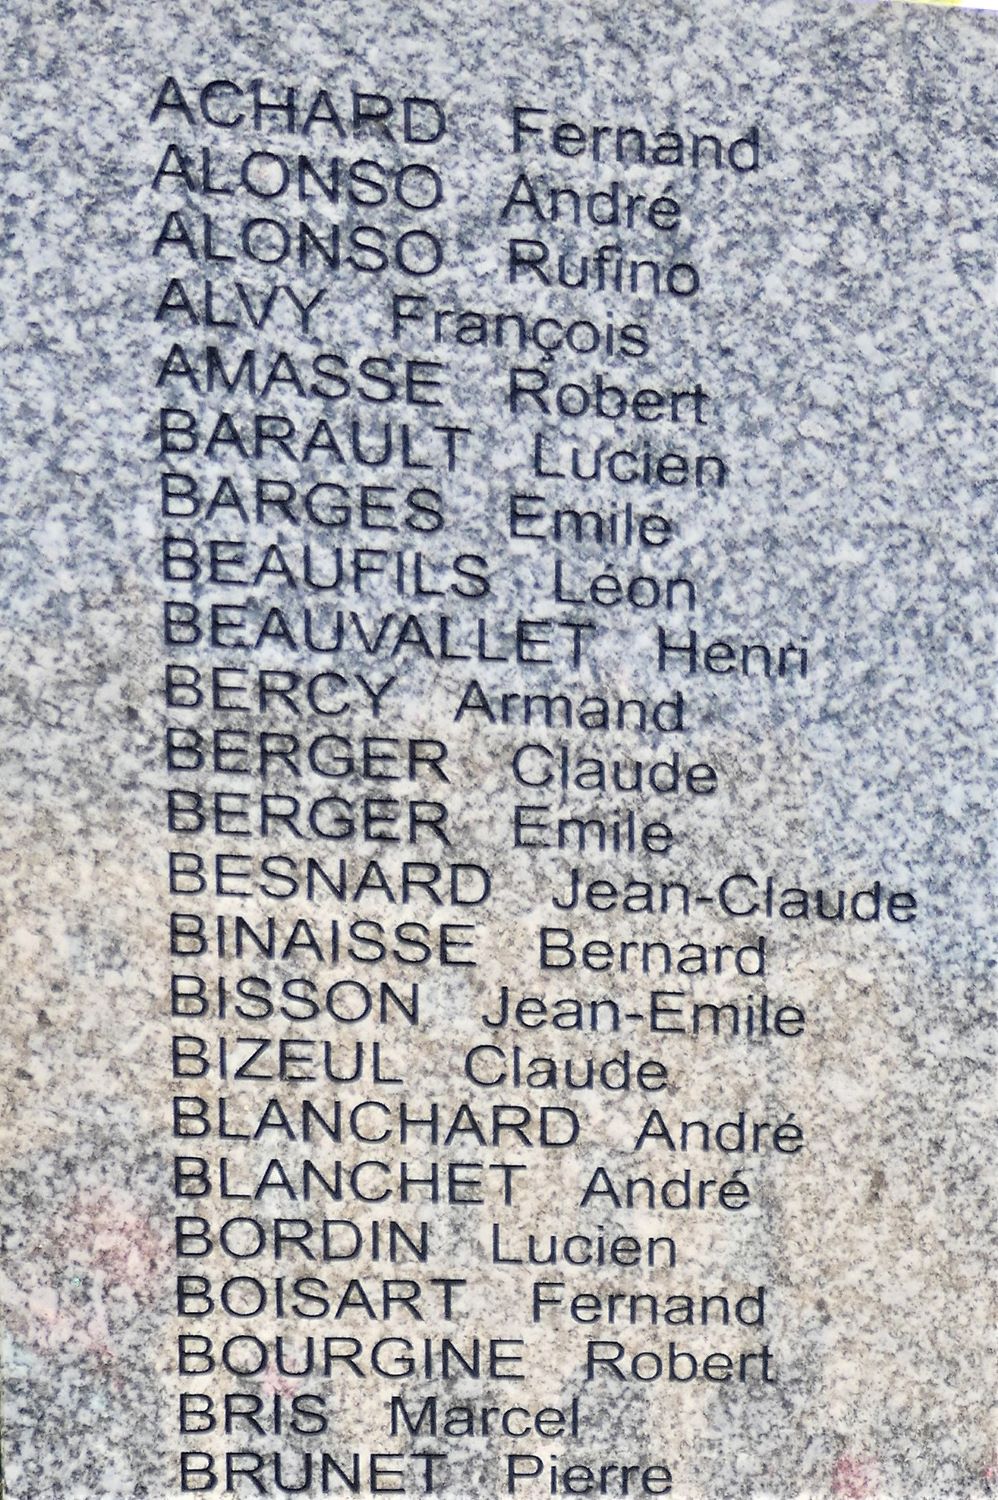 ACHARD Fernand
ALONSO André
ALONSO Rufino
ALVY François
AMASSE Robert
BARAULT Lucien
BARGES Emile
BEAUFILS Léon
BEAUVALLET Henri
BERCY Armand
BERGER Claude
BERGER Emile
BESNARD Jean-Claude
BINAISSE Bernard
BISSON Jean-Emile
BIZEUL Claude
BLANCHARD André
BLANCHET André
BORDIN Lucien
BOISART Fernand
BOURGINE Robert
BRIS Marcel
BRUNET Pierre